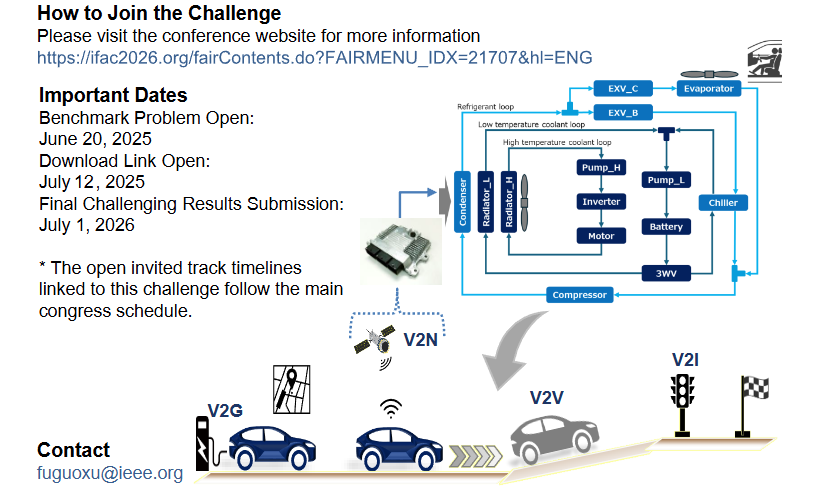 How to Join the Challenge
Please visit the conference website for more information
https://ifac2026.org/fairContents.do?FAIRMENU_IDX=21707&hl=ENG
Important Dates
Benchmark Problem Open:
June 20, 2025
Download Link Open:
July 12, 2025
Final Challenging Results Submission:
July 1, 2026
* The open invited track timelines
linked to this challenge follow the main
congress schedule.
Contact
fuguoxu@ieee.org
EXV_C
Evaporator
Refrigerant loop
EXV_B
Low temperature coolant loop
High temperature coolant loop
Condenser
Radiator_L
Radiator_H
Pump_H
Inverter
Motor
Pump_L
Battery
3WV
Chiller
Compressor
V2N
V2G
V2V
V2I